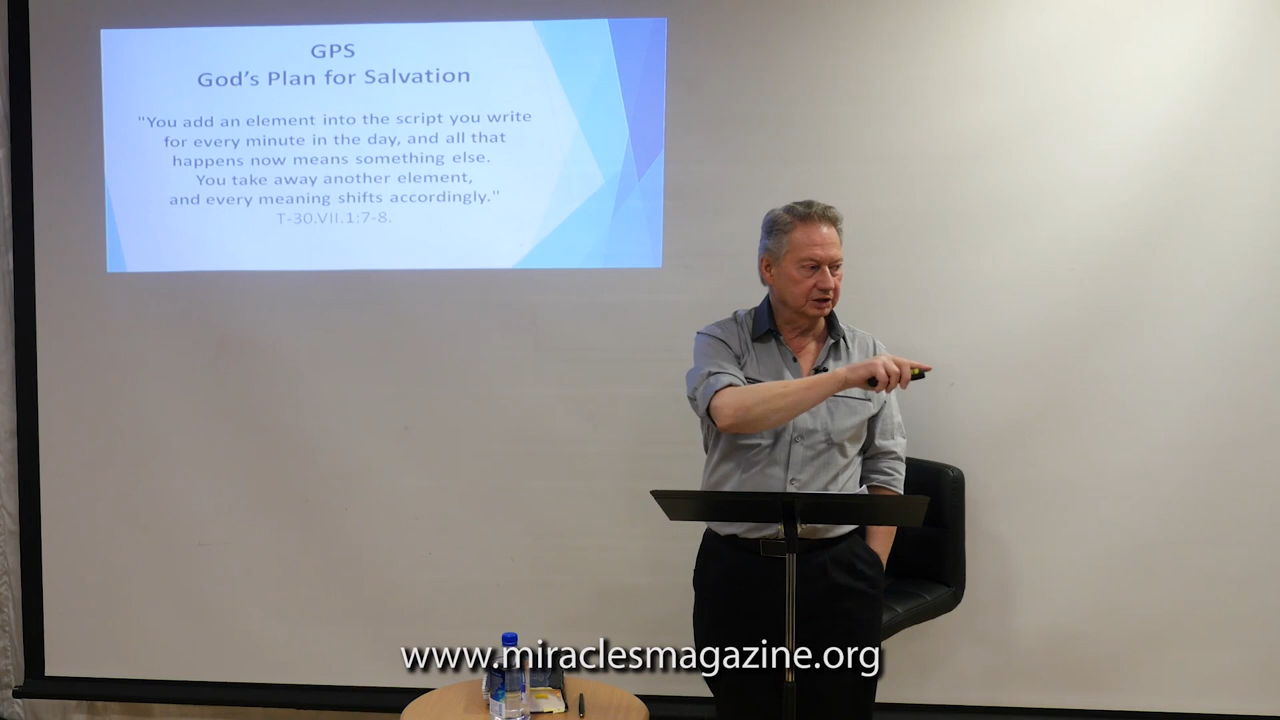 GPS
God's Plan for Salvation
"You add an element into the script you write
for every minute in the day, and all that
happens now means something else.
You take away another element,
and every meaning shifts accordingly."
T-30.VII.1:7-8.
www.miraclesmagazine.org